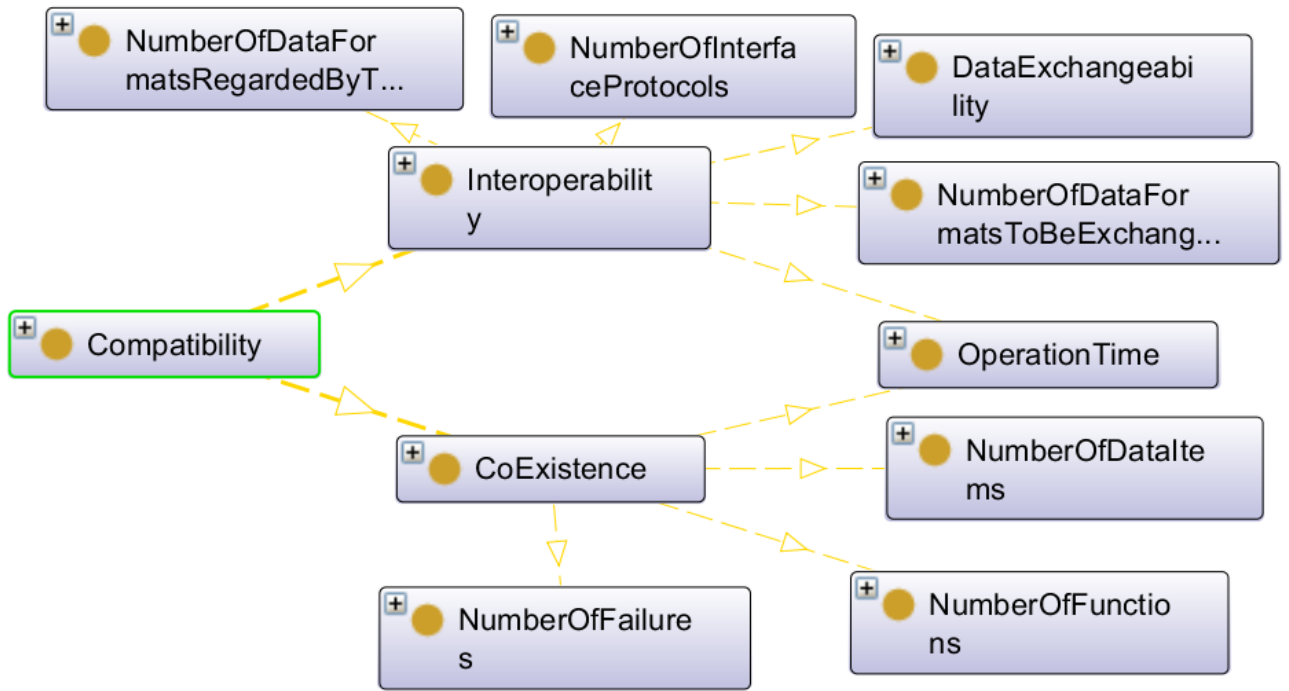 NumberOfDataFor
matsRegardedByT...
NumberOfInterfa
ceProtocols
DataExchangeabi
lity
Interoperabilit
y
NumberOfDataFor
matsToBeExchang...
Compatibility
OperationTime
CoExistence
NumberOfDataIte
ms
NumberOfFailure
s
NumberOfFunctio
ns